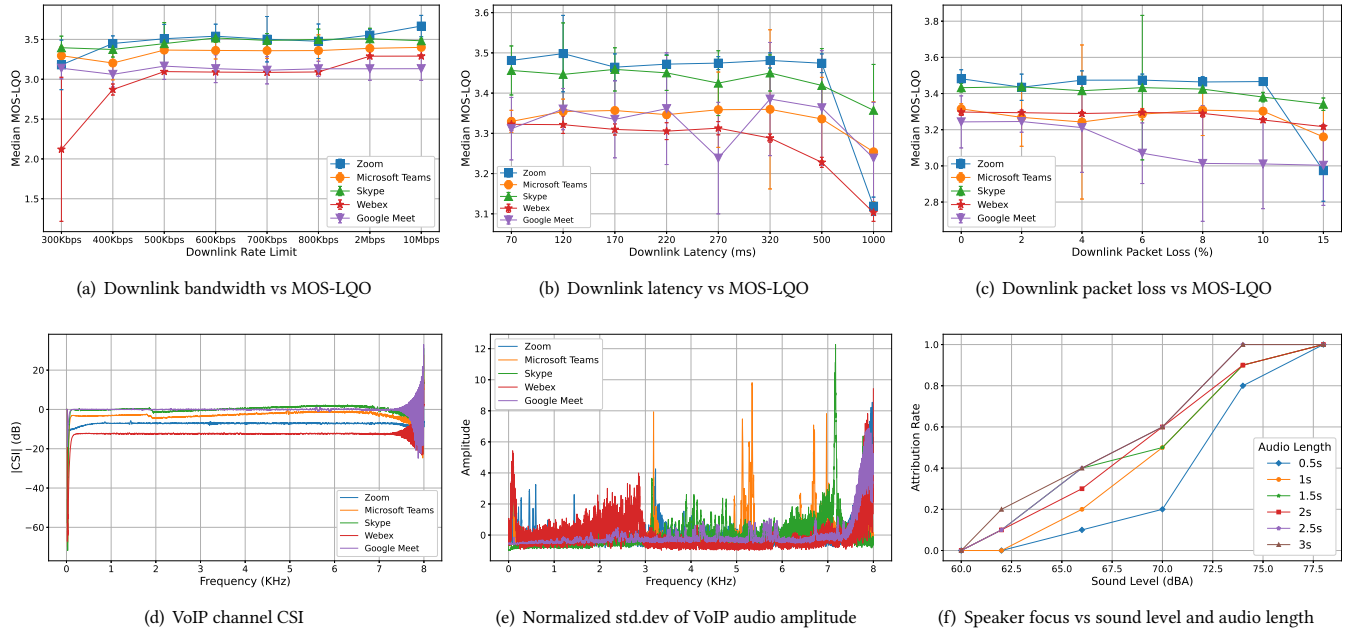 Median MOS-LQO
3.5
3.0
2.5
2.0
1.5
Zoom
Microsoft Teams
Skype
Webex
Google Meet
300Kbps 400Kbps 500Kbps 600Kbps 700Kbps 800Kbps 2Mbps 10Mbps
Downlink Rate Limit
(a) Downlink bandwidth vs MOS-LQO
Median MOS-LQO
3.6
3.5
3.4
3.3
3.2
3.1
Zoom
Microsoft Teams
Skype
Webex
Google Meet
70 120 170 220 270 320 500 1000
Downlink Latency (ms)
(b) Downlink latency vs MOS-LQO
Median MOS-LQO
3.8
3.6
3.4
3.2
3.0
2.8
Zoom
Microsoft Teams
Skype
Webex
Google Meet
0 2 4 6 8 10 15
Downlink Packet Loss (%)
(c) Downlink packet loss vs MOS-LQO
|CSI| (dB)
20
0
−20
−40
−60
Zoom
Microsoft Teams
Skype
Webex
Google Meet
0 1 2 3 4 5 6 7 8
Frequency (KHz)
(d) VoIP channel CSI
Amplitude
12
10
8
6
4
2
0
Zoom
Microsoft Teams
Skype
Webex
Google Meet
0 1 2 3 4 5 6 7 8
Frequency (KHz)
(e) Normalized std.dev of VoIP audio amplitude
Attribution Rate
1.0
0.8
0.6
0.4
0.2
0.0
Audio Length
0.5s
1s
1.5s
2s
2.5s
3s
60.0 62.5 65.0 67.5 70.0 72.5 75.0 77.5
Sound Level (dBA)
(f) Speaker focus vs sound level and audio length